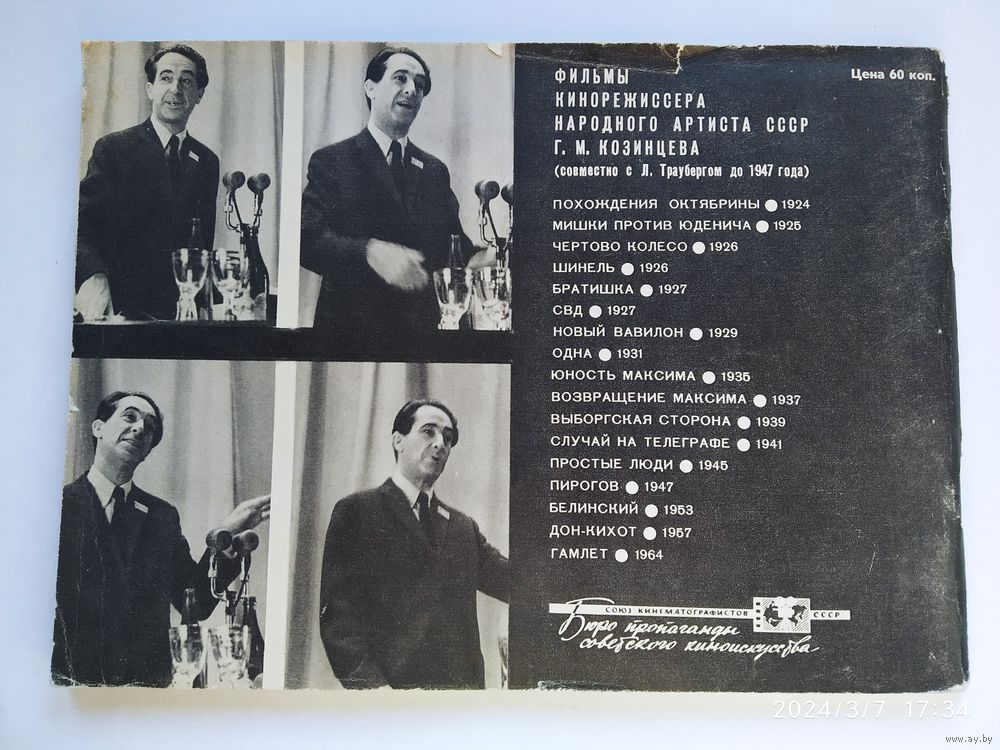 ФИЛЬМЫ
КИНОРЕЖИССЕРА
НАРОДНОГО АРТИСТА СССР
Г. М. КОЗИНЦЕВА
(совместно с Л. Траубергом до 1947 года)
Цена 60 коп.
ПОХОЖДЕНИЯ ОКТЯБРИНЫ ● 1924
МИШКИ ПРОТИВ ЮДЕНИЧА ● 1925
ЧЕРТОВО КОЛЕСО ● 1926
ШИНЕЛЬ ● 1926
БРАТИШКА ● 1927
СВД ● 1927
НОВЫЙ ВАВИЛОН ● 1929
ОДНА ● 1931
ЮНОСТЬ МАКСИМА ● 1935
ВОЗВРАЩЕНИЕ МАКСИМА ● 1937
ВЫБОРГСКАЯ СТОРОНА ● 1939
СЛУЧАЙ НА ТЕЛЕГРАФЕ ● 1941
ПРОСТЫЕ ЛЮДИ ● 1945
ПИРОГОВ ● 1947
БЕЛИНСКИЙ ● 1953
ДОН-КИХОТ ● 1957
ГАМЛЕТ ● 1964
СОЮЗ КИНЕМАТОГРАФИСТОВ СССР
Бюро пропаганды
советского киноискусства
2024/3/7 17:34
www.ay.by